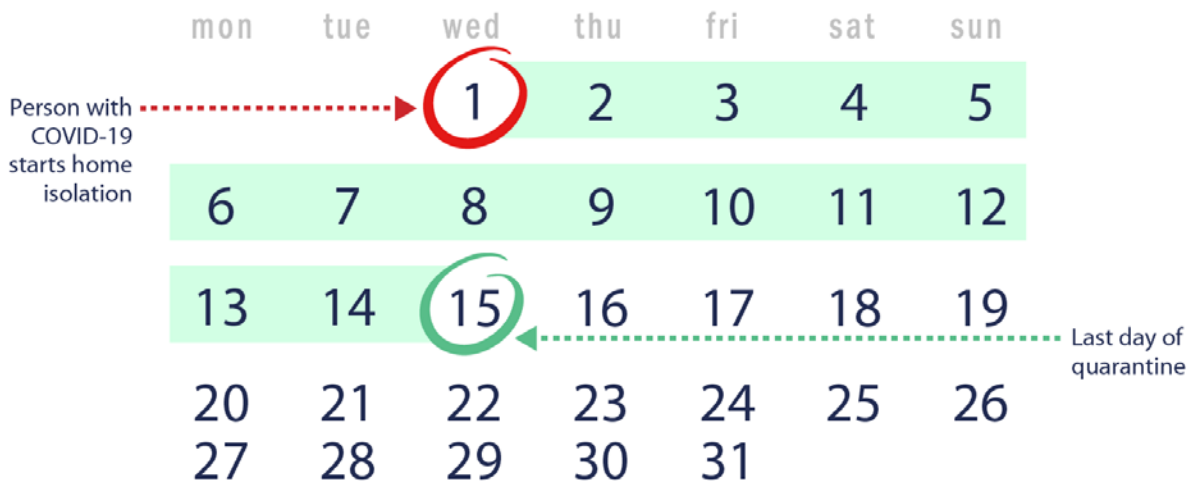 mon tue wed thu fri sat sun
Person with
COVID-19
starts home
isolation
1 2 3 4 5
6 7 8 9 10 11 12
13 14 15 16 17 18 19
Last day of
quarantine
20 21 22 23 24 25 26
27 28 29 30 31